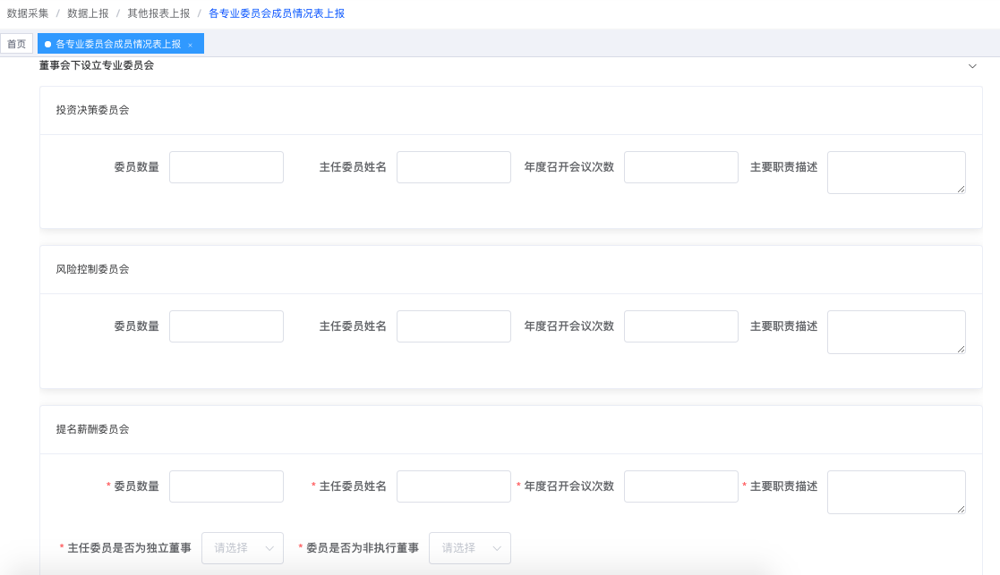 数据采集 / 数据上报 / 其他报表上报 / 各专业委员会成员情况表上报
首页 各专业委员会成员情况表上报 ×
董事会下设立专业委员会
投资决策委员会
委员数量 主任委员姓名 年度召开会议次数 主要职责描述
风险控制委员会
委员数量 主任委员姓名 年度召开会议次数 主要职责描述
提名薪酬委员会
* 委员数量 * 主任委员姓名 * 年度召开会议次数 * 主要职责描述
* 主任委员是否为独立董事 请选择 * 委员是否为非执行董事 请选择